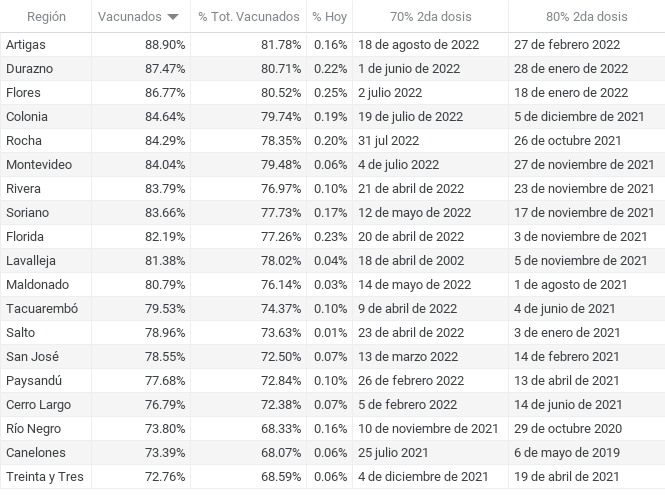 Región Vacunados % Tot. Vacunados % Hoy 70% 2da dosis 80% 2da dosis
Artigas 88.90% 81.78% 0.16% 18 de agosto de 2022 27 de febrero 2022
Durazno 87.47% 80.71% 0.22% 1 de junio de 2022 28 de enero de 2022
Flores 86.77% 80.52% 0.25% 2 julio 2022 18 de enero de 2022
Colonia 84.64% 79.74% 0.19% 19 de julio de 2022 5 de diciembre de 2021
Rocha 84.29% 78.35% 0.20% 31 jul 2022 26 de octubre 2021
Montevideo 84.04% 79.48% 0.06% 4 de julio 2022 27 de noviembre de 2021
Rivera 83.79% 76.97% 0.10% 21 de abril de 2022 23 de noviembre de 2021
Soriano 83.66% 77.73% 0.17% 12 de mayo de 2022 17 de noviembre de 2021
Florida 82.19% 77.26% 0.23% 20 de abril de 2022 3 de noviembre de 2021
Lavalleja 81.38% 78.02% 0.04% 18 de abril de 2002 5 de noviembre de 2021
Maldonado 80.79% 76.14% 0.03% 14 de mayo de 2022 1 de agosto de 2021
Tacuarembó 79.53% 74.37% 0.10% 9 de abril de 2022 4 de junio de 2021
Salto 78.96% 73.63% 0.01% 23 de abril de 2022 3 de enero de 2021
San José 78.55% 72.50% 0.07% 13 de marzo 2022 14 de febrero 2021
Paysandú 77.68% 72.84% 0.10% 26 de febrero 2022 13 de abril de 2021
Cerro Largo 76.79% 72.38% 0.07% 5 de febrero 2022 14 de junio de 2021
Río Negro 73.80% 68.33% 0.16% 10 de noviembre de 2021 29 de octubre 2020
Canelones 73.39% 68.07% 0.06% 25 julio 2021 6 de mayo de 2019
Treinta y Tres 72.76% 68.59% 0.06% 4 de diciembre de 2021 19 de abril de 2021